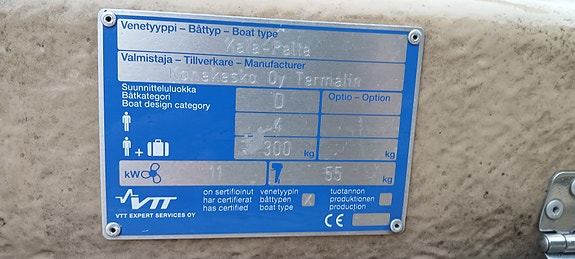 Venetyyppi - Båttyp - Boat type
Kala-Paita
Valmistaja - Tillverkare - Manufacturer
Konekesko Oy Termalin
Suunnitteluluokka
Båtkategori
Boat design category
D
Optio - Option
4
+ 300 kg
kg
kW 11
55 kg
VTT
VTT EXPERT SERVICES OY
on sertifioinut
har certifierat
has certified
venetyypin
båttypen
boat type
X
tuotannon
produktionen
production
CE